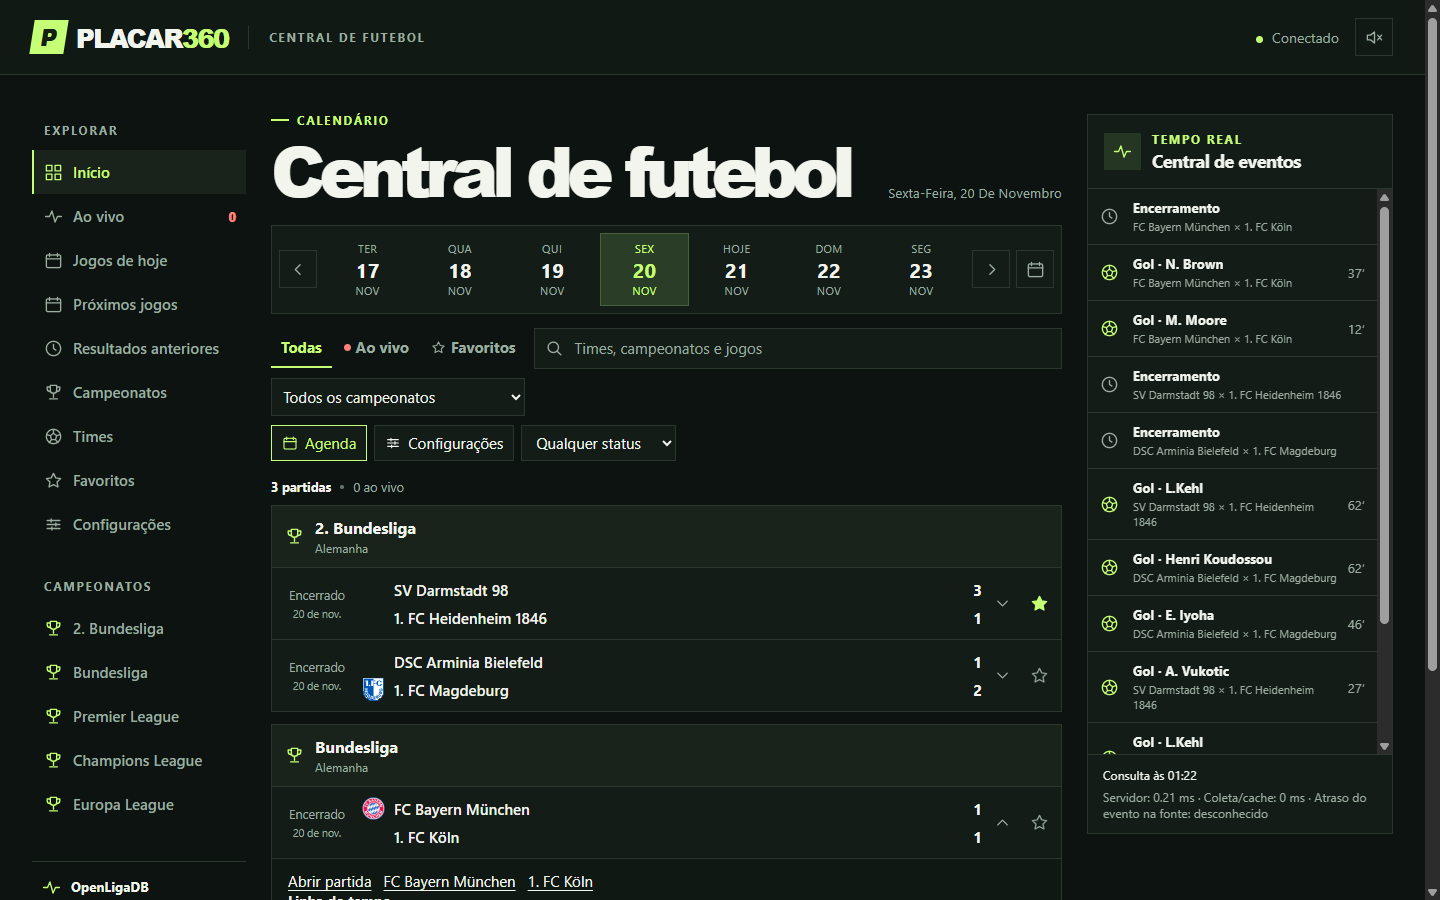 P PLACAR360
CENTRAL DE FUTEBOL
Conectado
EXPLORAR
Início
Ao vivo 0
Jogos de hoje
Próximos jogos
Resultados anteriores
Campeonatos
Times
Favoritos
Configurações
CAMPEONATOS
2. Bundesliga
Bundesliga
Premier League
Champions League
Europa League
OpenLigaDB
CALENDÁRIO
Central de futebol
Sexta-Feira, 20 De Novembro
TER 17 NOV
QUA 18 NOV
QUI 19 NOV
SEX 20 NOV
HOJE 21 NOV
DOM 22 NOV
SEG 23 NOV
Todas
Ao vivo
Favoritos
Times, campeonatos e jogos
Todos os campeonatos
Agenda
Configurações
Qualquer status
3 partidas • 0 ao vivo
2. Bundesliga
Alemanha
Encerrado
20 de nov.
SV Darmstadt 98 3
1. FC Heidenheim 1846 1
Encerrado
20 de nov.
DSC Arminia Bielefeld 1
1. FC Magdeburg 2
Bundesliga
Alemanha
Encerrado
20 de nov.
FC Bayern München 1
1. FC Köln 1
Abrir partida FC Bayern München 1. FC Köln
Linha do tempo
TEMPO REAL
Central de eventos
Encerramento
FC Bayern München × 1. FC Köln
Gol · N. Brown
FC Bayern München × 1. FC Köln
37'
Gol · M. Moore
FC Bayern München × 1. FC Köln
12'
Encerramento
SV Darmstadt 98 × 1. FC Heidenheim 1846
Encerramento
DSC Arminia Bielefeld × 1. FC Magdeburg
Gol · L.Kehl
SV Darmstadt 98 × 1. FC Heidenheim
1846
62'
Gol · Henri Koudossou
DSC Arminia Bielefeld × 1. FC Magdeburg
62'
Gol · E. Iyoha
DSC Arminia Bielefeld × 1. FC Magdeburg
46'
Gol · A. Vukotic
SV Darmstadt 98 × 1. FC Heidenheim
1846
27'
Gol · L.Kehl
Consulta às 01:22
Servidor: 0.21 ms · Coleta/cache: 0 ms · Atraso do
evento na fonte: desconhecido